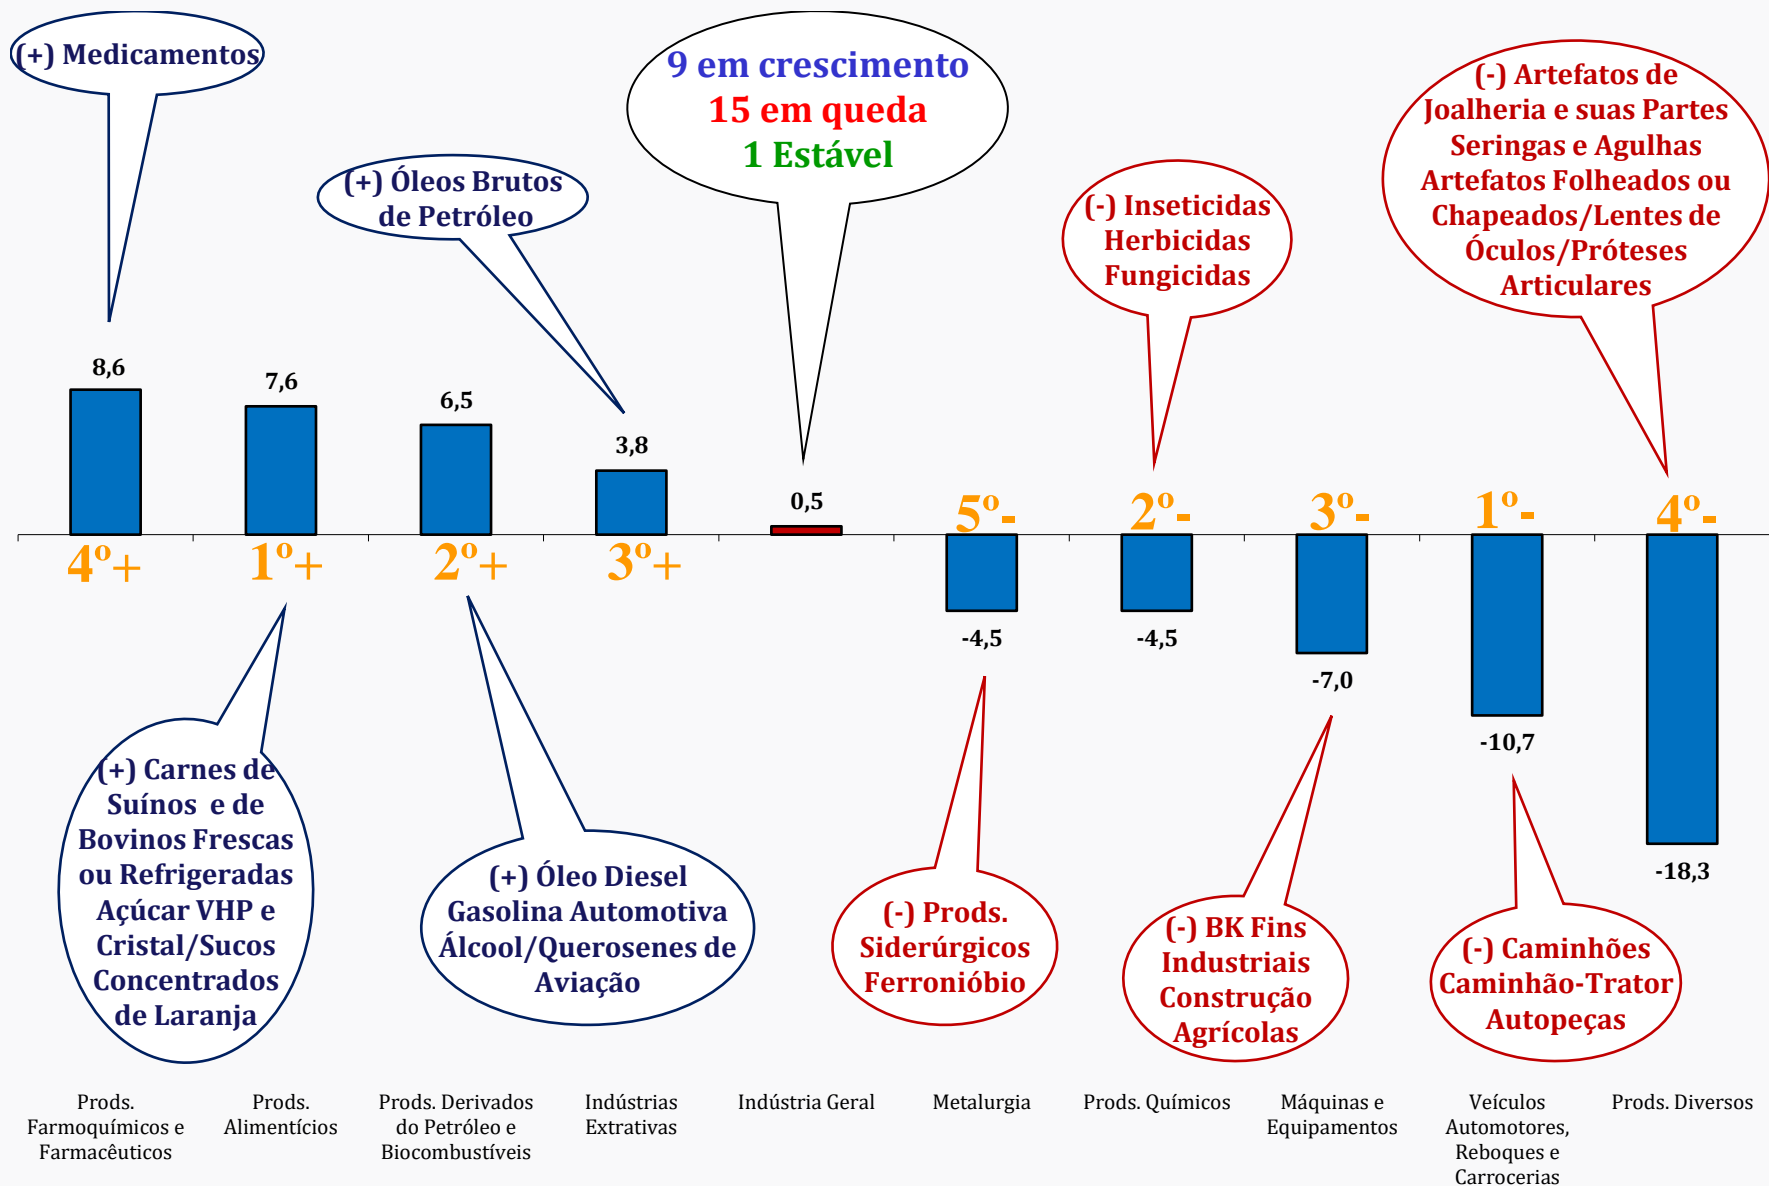 (+) Medicamentos
9 em crescimento
15 em queda
1 Estável
(+) Óleos Brutos
de Petróleo
(-) Inseticidas
Herbicidas
Fungicidas
(-) Artefatos de
Joalheria e suas Partes
Seringas e Agulhas
Artefatos Folheados ou
Chapeados/Lentes de
Óculos/Próteses
Articulares
8,6
7,6
6,5
3,8
0,5
5º-
2º-
3º-
1º-
4º-
4º+
1º+
2º+
3º+
-4,5
-4,5
-7,0
-10,7
-18,3
(+) Carnes de
Suínos e de
Bovinos Frescas
ou Refrigeradas
Açúcar VHP e
Cristal/Sucos
Concentrados
de Laranja
(+) Óleo Diesel
Gasolina Automotiva
Álcool/Querosenes de
Aviação
(-) Prods.
Siderúrgicos
Ferronióbio
(-) BK Fins
Industriais
Construção
Agrícolas
(-) Caminhões
Caminhão-Trator
Autopeças
Prods.
Farmoquímicos e
Farmacêuticos
Prods.
Alimentícios
Prods. Derivados
do Petróleo e
Biocombustíveis
Indústrias
Extrativas
Indústria Geral
Metalurgia
Prods. Químicos
Máquinas e
Equipamentos
Veículos
Automotores,
Reboques e
Carrocerias
Prods. Diversos